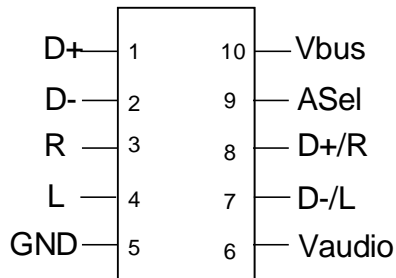 D+ 1 10 Vbus
D- 2 9 ASel
R 3 8 D+/R
L 4 7 D-/L
GND 5 6 Vaudio